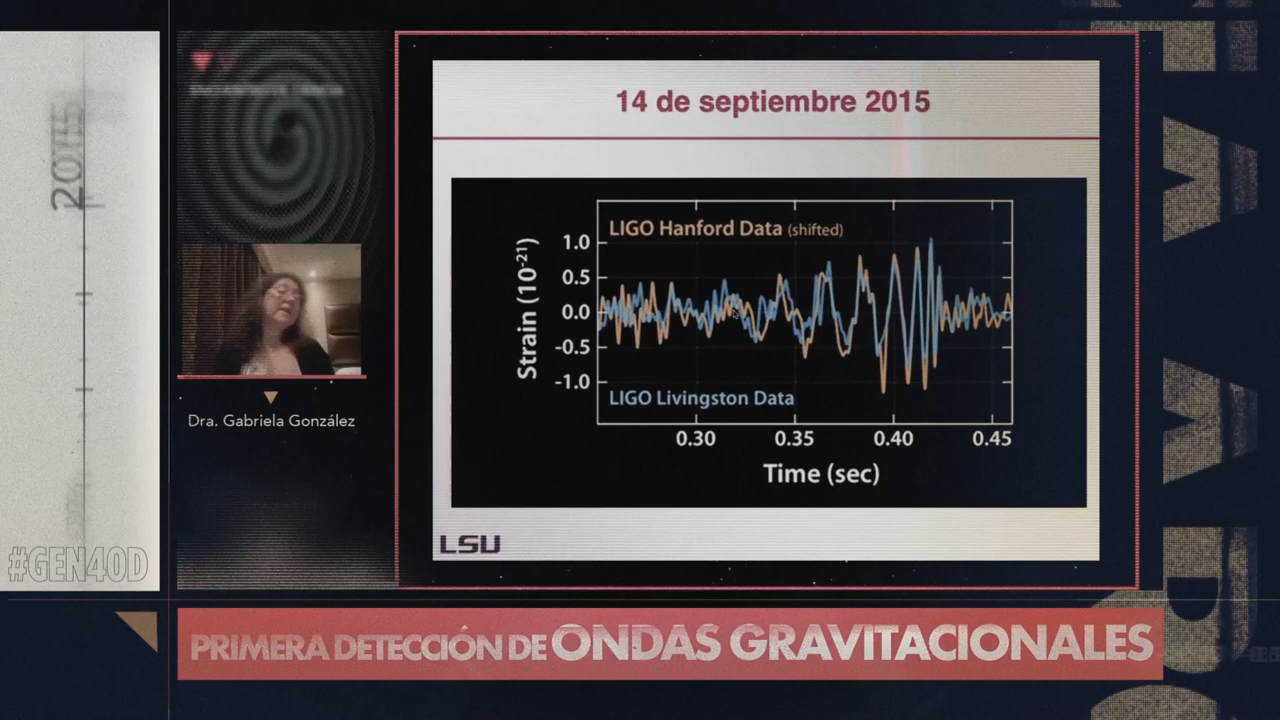 2015
#GEN40D
Dra. Gabriela González
14 de septiembre 2015
LIGO Hanford Data (shifted)
LIGO Livingston Data
Strain (10-21)
1.0
0.5
0.0
-0.5
-1.0
0.30 0.35 0.40 0.45
Time (sec)
LSU
PRIMERA DETECCIÓN DE ONDAS GRAVITACIONALES